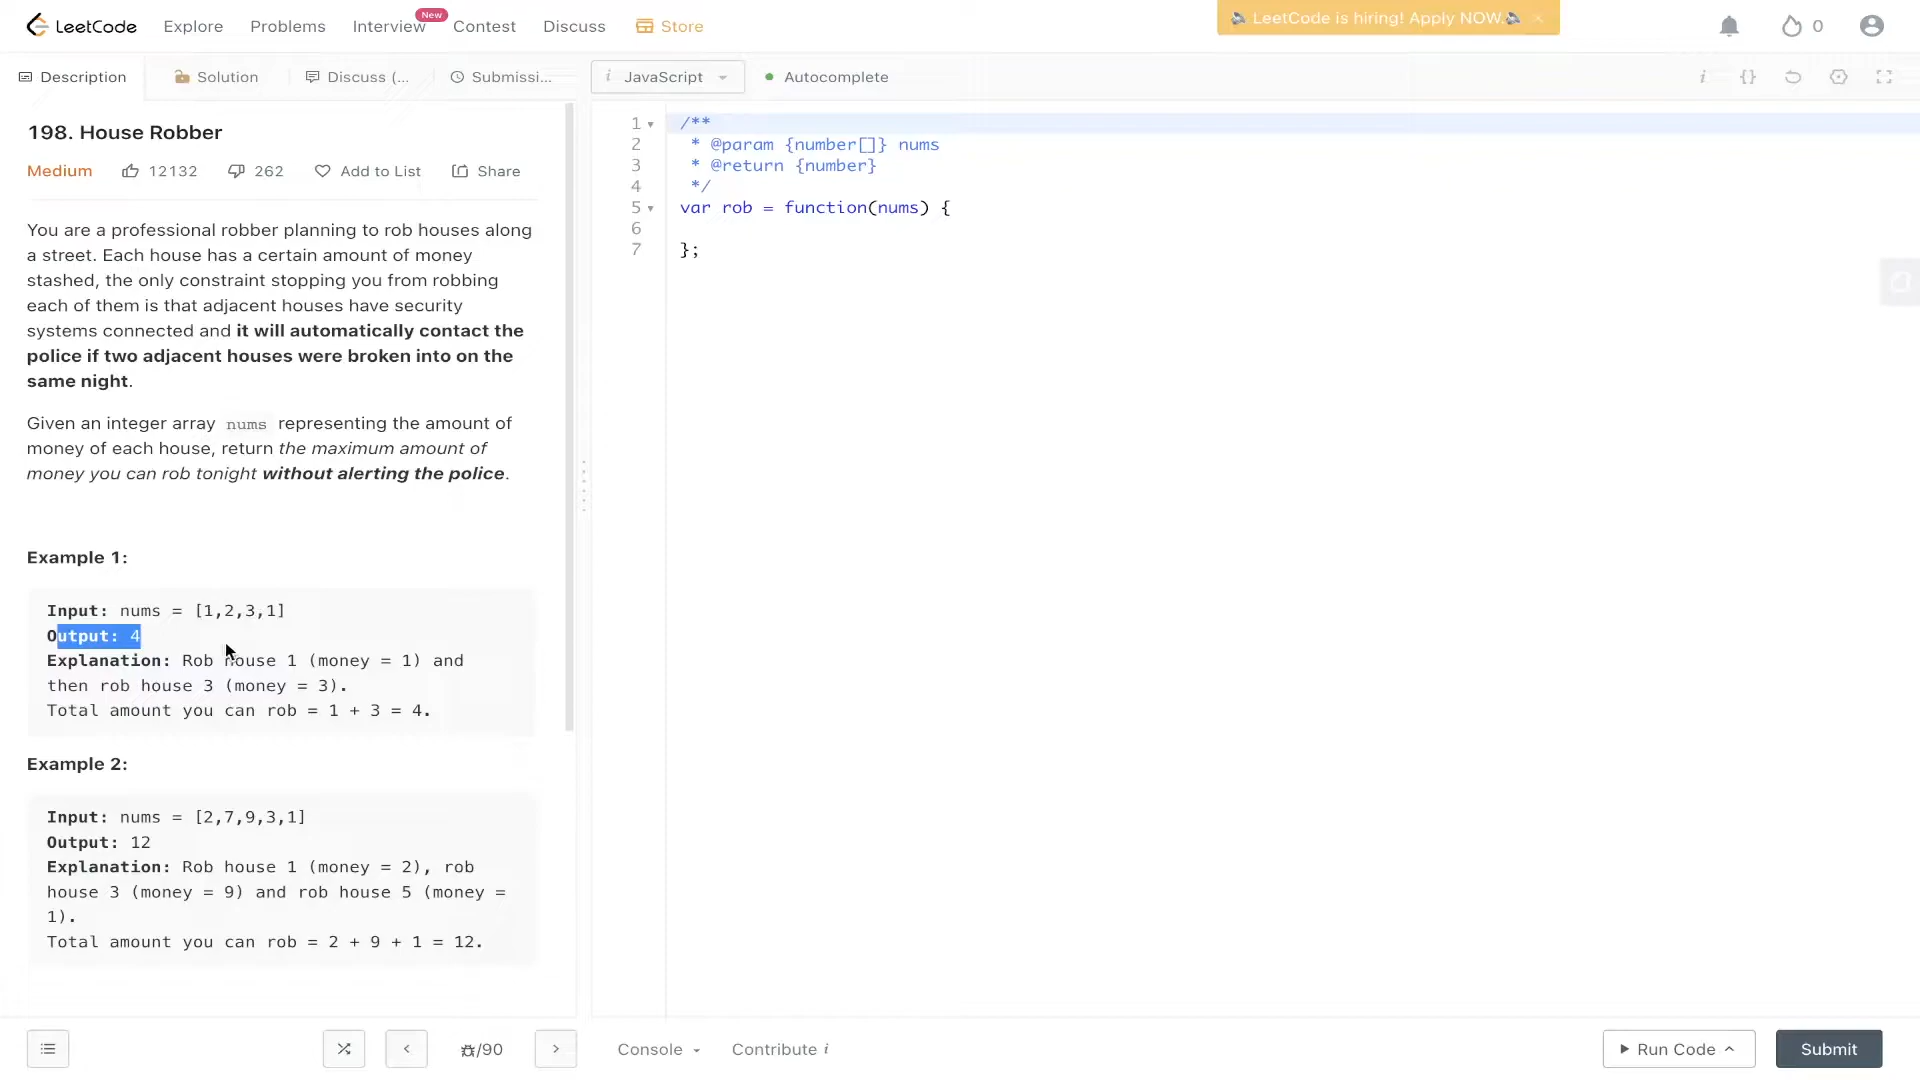 LeetCode Explore Problems Interview New Contest Discuss Store LeetCode is hiring! Apply NOW. 0
Description Solution Discuss (... Submissi... i JavaScript Autocomplete i {}
198. House Robber
Medium 12132 262 Add to List Share
You are a professional robber planning to rob houses along
a street. Each house has a certain amount of money
stashed, the only constraint stopping you from robbing
each of them is that adjacent houses have security
systems connected and it will automatically contact the
police if two adjacent houses were broken into on the
same night.
Given an integer array nums representing the amount of
money of each house, return the maximum amount of
money you can rob tonight without alerting the police.
Example 1:
Input: nums = [1,2,3,1]
Output: 4
Explanation: Rob house 1 (money = 1) and
then rob house 3 (money = 3).
Total amount you can rob = 1 + 3 = 4.
Example 2:
Input: nums = [2,7,9,3,1]
Output: 12
Explanation: Rob house 1 (money = 2), rob
house 3 (money = 9) and rob house 5 (money =
1).
Total amount you can rob = 2 + 9 + 1 = 12.
1 /**
2 * @param {number[]} nums
3 * @return {number}
4 */
5 var rob = function(nums) {
6
7 };
/90 Console Contribute i Run Code Submit